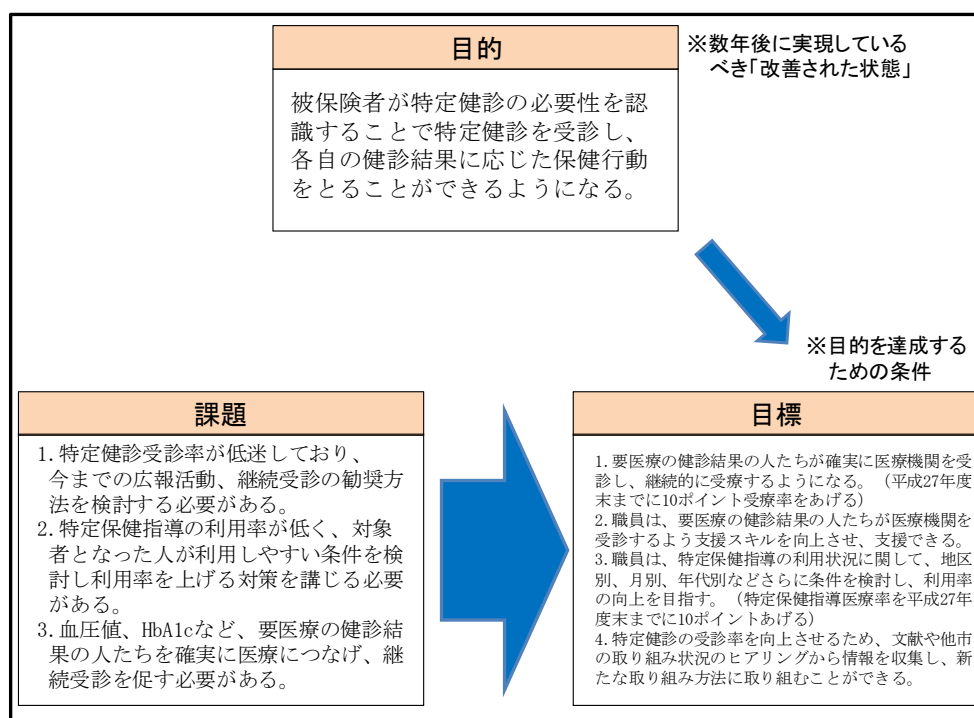 目的
※数年後に実現している
べき「改善された状態」
被保険者が特定健診の必要性を認
識することで特定健診を受診し、
各自の健診結果に応じた保健行動
をとることができるようになる。
※目的を達成する
ための条件
課題
1.特定健診受診率が低迷しており、
今までの広報活動、継続受診の勧奨方
法を検討する必要がある。
2.特定保健指導の利用率が低く、対象
者となった人が利用しやすい条件を検
討し利用率を上げる対策を講じる必要
がある。
3.血圧値、HbA1cなど、要医療の健診結
果の人たちを確実に医療につなげ、継
続受診を促す必要がある。
目標
1.要医療の健診結果の人たちが確実に医療機関を受
診し、継続的に受療するようになる。（平成27年度
末までに10ポイント受療率をあげる）
2.職員は、要医療の健診結果の人たちが医療機関を
受診するよう支援スキルを向上させ、支援できる。
3.職員は、特定保健指導の利用状況に関して、地区
別、月別、年代別などさらに条件を検討し、利用率
の向上を目指す。（特定保健指導医療率を平成27年
度末までに10ポイントあげる）
4.特定健診の受診率を向上させるため、文献や他市
の取り組み状況のヒアリングから情報を収集し、新
たな取り組み方法に取り組むことができる。